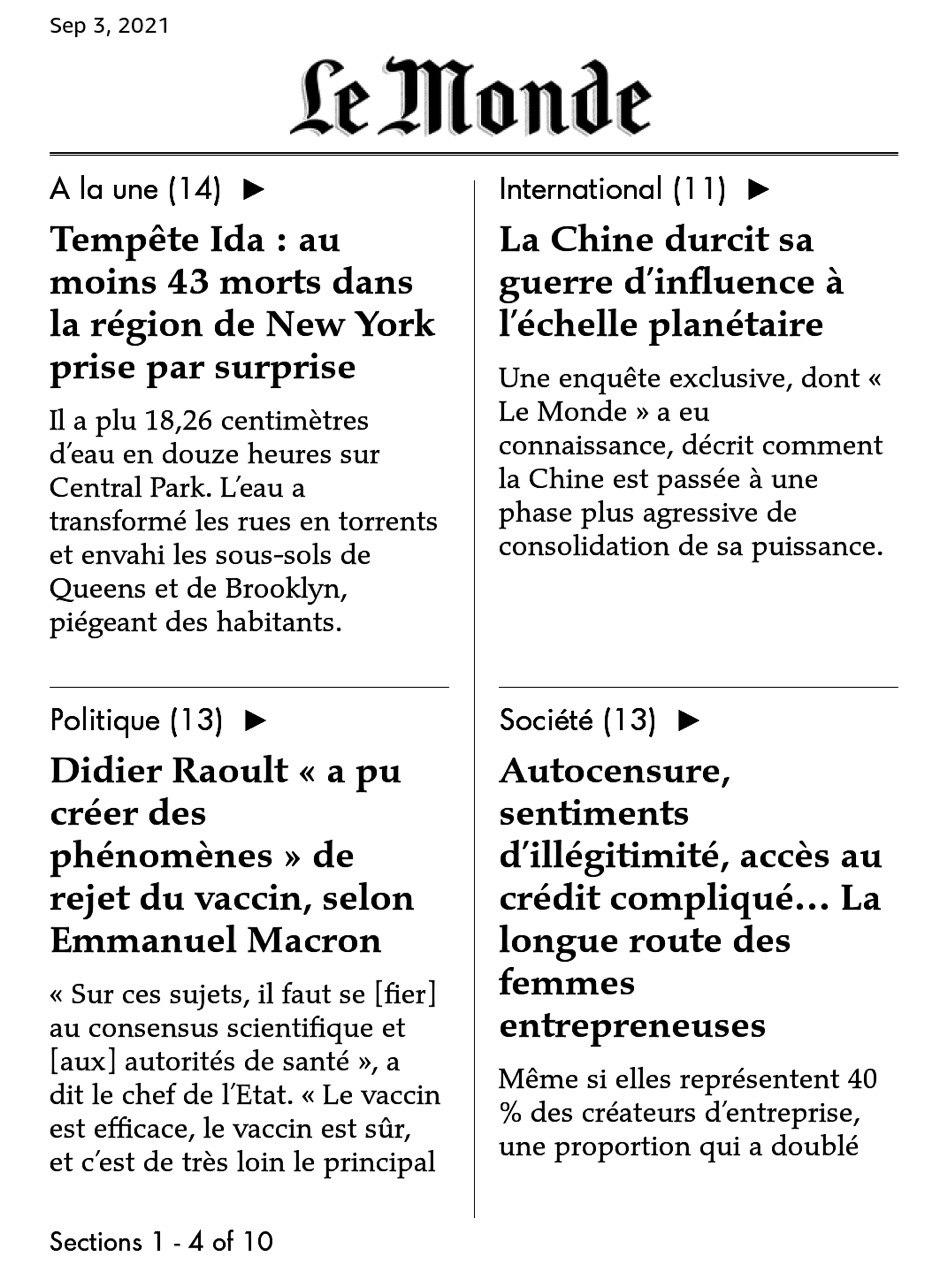 Sep 3, 2021
Le Monde
A la une (14) ►
Tempête Ida : au
moins 43 morts dans
la région de New York
prise par surprise
Il a plu 18,26 centimètres
d’eau en douze heures sur
Central Park. L’eau a
transformé les rues en torrents
et envahi les sous-sols de
Queens et de Brooklyn,
piégeant des habitants.
International (11) ►
La Chine durcit sa
guerre d’influence à
l’échelle planétaire
Une enquête exclusive, dont «
Le Monde » a eu
connaissance, décrit comment
la Chine est passée à une
phase plus agressive de
consolidation de sa puissance.
Politique (13) ►
Didier Raoult « a pu
créer des
phénomènes » de
rejet du vaccin, selon
Emmanuel Macron
« Sur ces sujets, il faut se [fier]
au consensus scientifique et
[aux] autorités de santé », a
dit le chef de l’Etat. « Le vaccin
est efficace, le vaccin est sûr,
et c’est de très loin le principal
Société (13) ►
Autocensure,
sentiments
d’illégitimité, accès au
crédit compliqué… La
longue route des
femmes
entrepreneuses
Même si elles représentent 40
% des créateurs d’entreprise,
une proportion qui a doublé
Sections 1 - 4 of 10